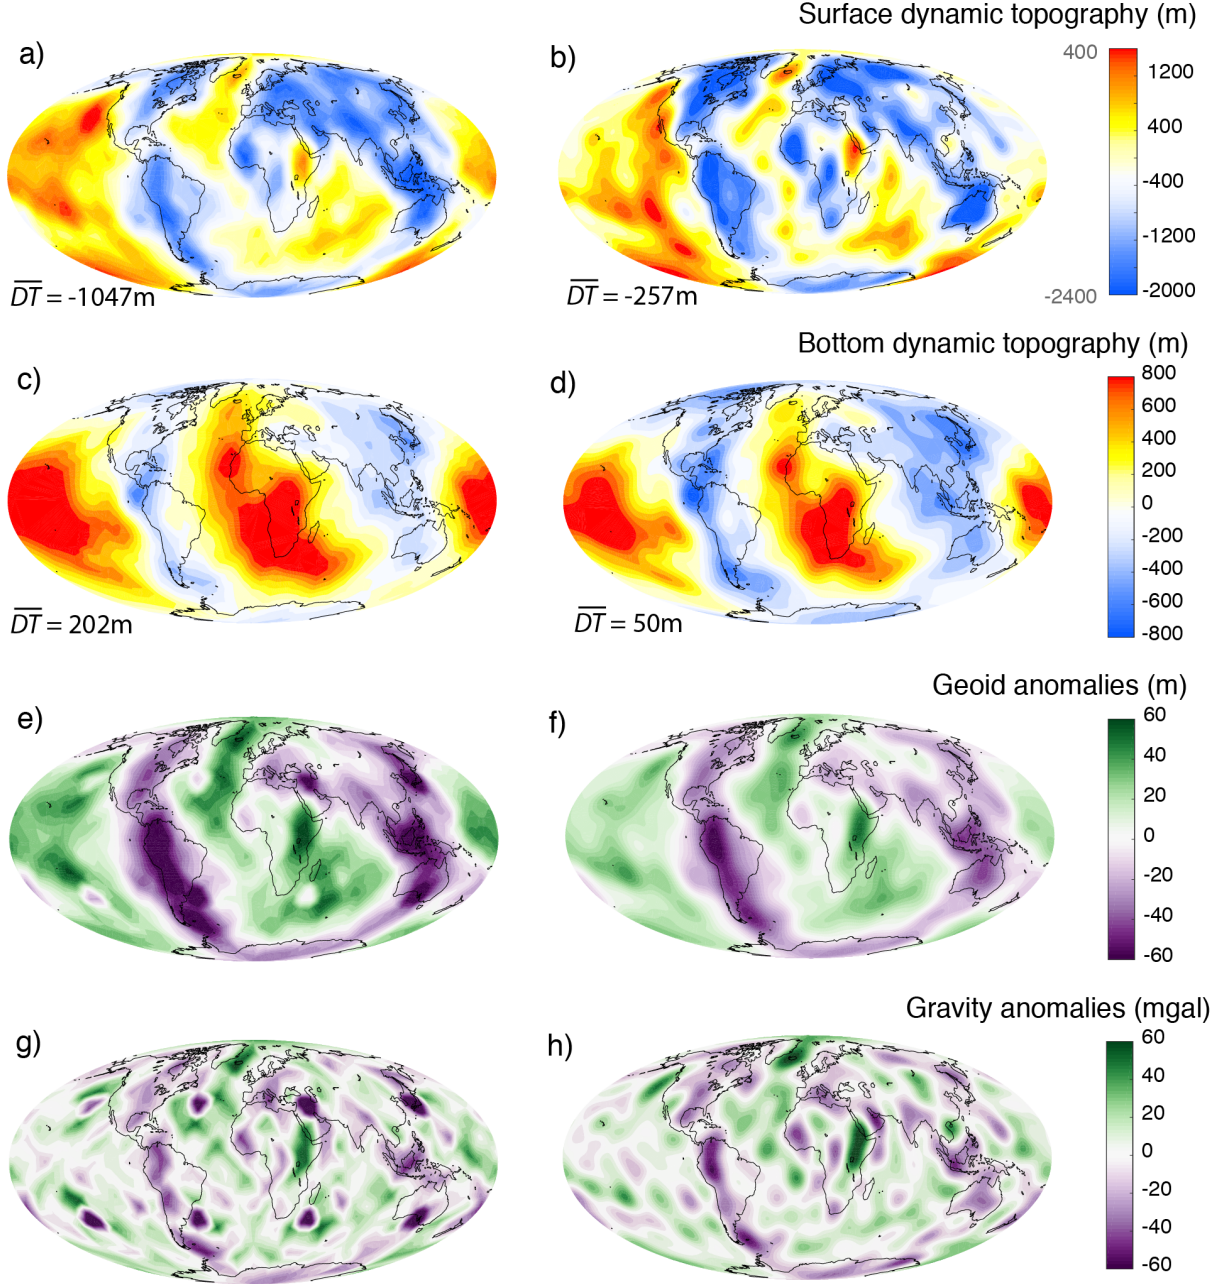 Surface dynamic topography (m)
a)
b)
400
1200
400
-400
-1200
-2000
-2400
DT = -1047m
DT = -257m
Bottom dynamic topography (m)
c)
d)
800
600
400
200
0
-200
-400
-600
-800
DT = 202m
DT = 50m
Geoid anomalies (m)
e)
f)
60
40
20
0
-20
-40
-60
Gravity anomalies (mgal)
g)
h)
60
40
20
0
-20
-40
-60